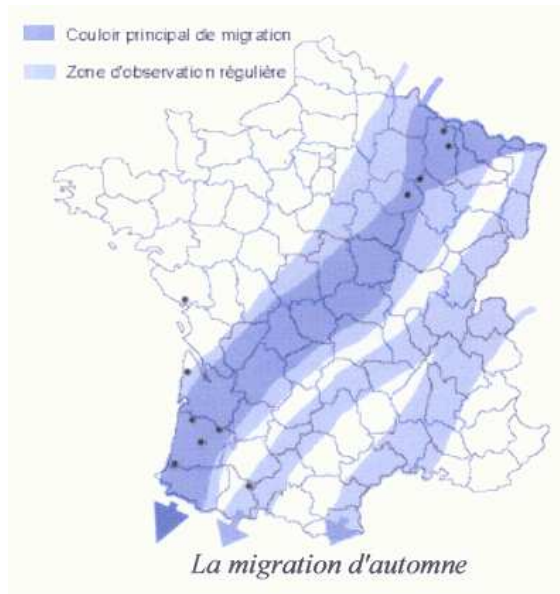 Couloir principal de migration
Zone d'observation régulière
La migration d'automne